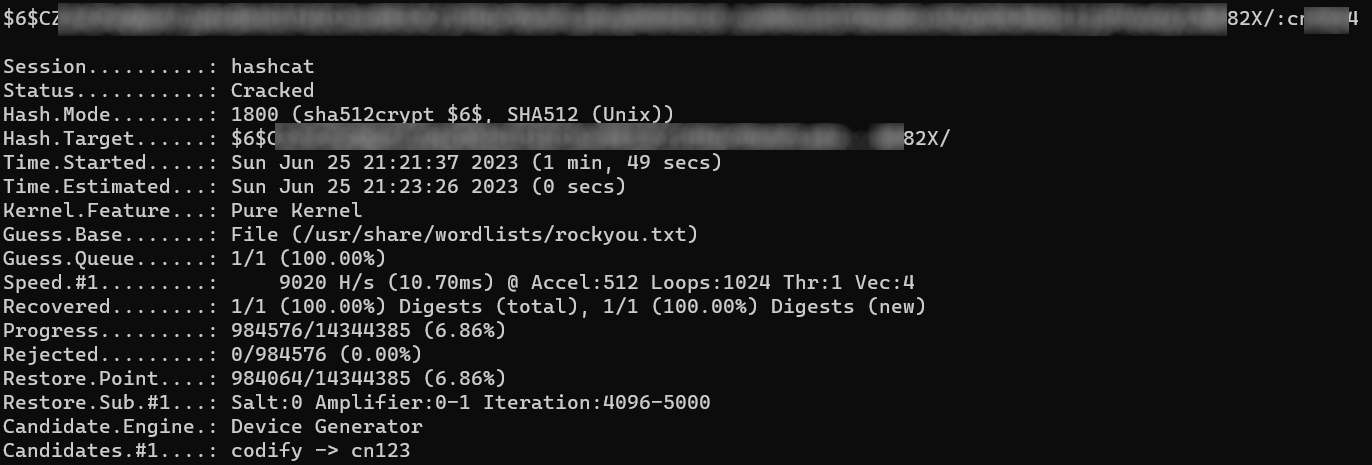 $6$CZ 82X/:cr 4
Session..........: hashcat
Status...........: Cracked
Hash.Mode........: 1800 (sha512crypt $6$, SHA512 (Unix))
Hash.Target......: $6$C 82X/
Time.Started.....: Sun Jun 25 21:21:37 2023 (1 min, 49 secs)
Time.Estimated...: Sun Jun 25 21:23:26 2023 (0 secs)
Kernel.Feature...: Pure Kernel
Guess.Base.......: File (/usr/share/wordlists/rockyou.txt)
Guess.Queue......: 1/1 (100.00%)
Speed.#1.........:     9020 H/s (10.70ms) @ Accel:512 Loops:1024 Thr:1 Vec:4
Recovered........: 1/1 (100.00%) Digests (total), 1/1 (100.00%) Digests (new)
Progress.........: 984576/14344385 (6.86%)
Rejected.........: 0/984576 (0.00%)
Restore.Point....: 984064/14344385 (6.86%)
Restore.Sub.#1...: Salt:0 Amplifier:0-1 Iteration:4096-5000
Candidate.Engine.: Device Generator
Candidates.#1....: codify -> cn123